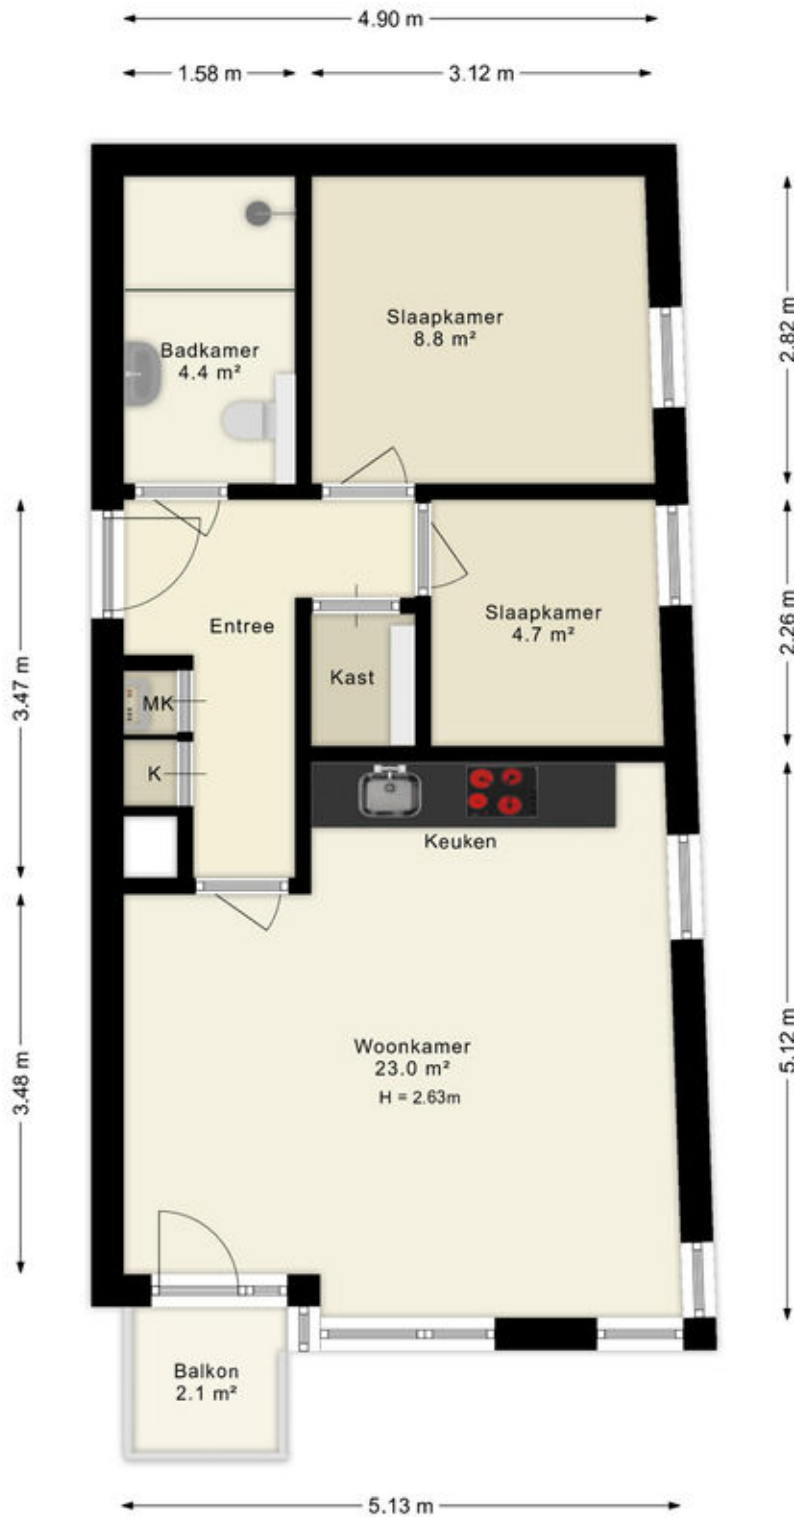 4.90 m
1.58 m
3.12 m
Slaapkamer
8.8 m²
2.82 m
Badkamer
4.4 m²
Entree
Slaapkamer
4.7 m²
2.26 m
3.47 m
Kast
MK
K
Keuken
Woonkamer
23.0 m²
H = 2.63m
5.12 m
3.48 m
Balkon
2.1 m²
5.13 m